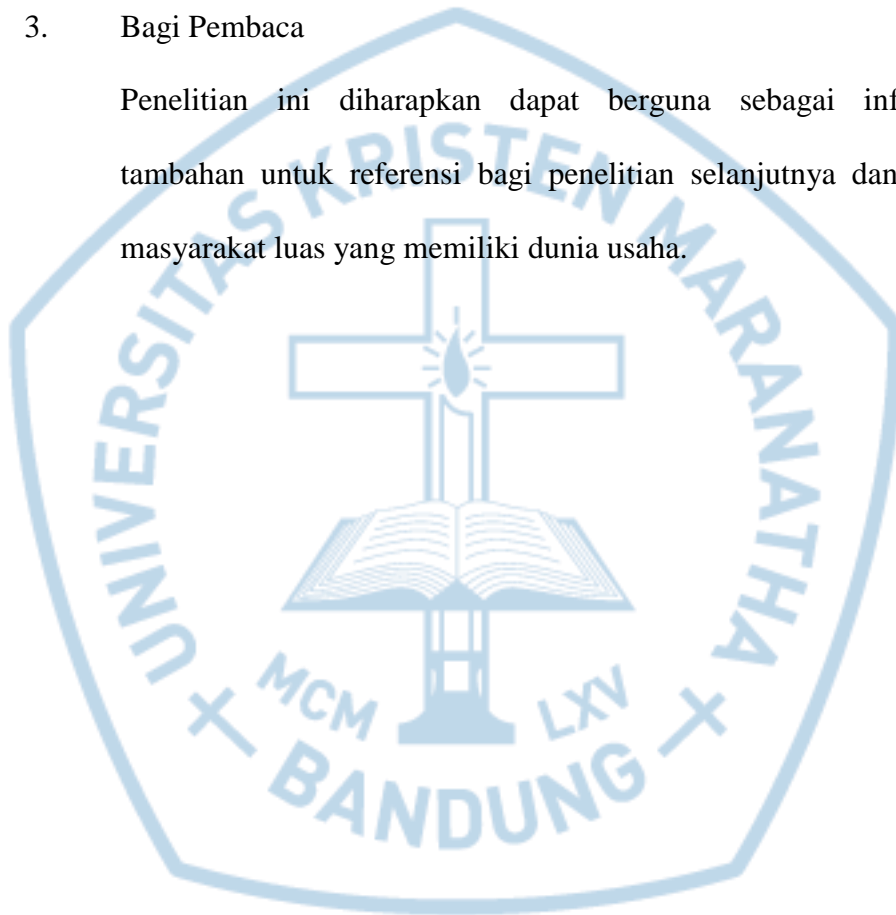 3. Bagi Pembaca
Penelitian ini diharapkan dapat berguna sebagai inf
tambahan untuk referensi bagi penelitian selanjutnya dan
masyarakat luas yang memiliki dunia usaha.
UNIVERSITAS KRISTEN MARANATHA
MCM LXV
BANDUNG